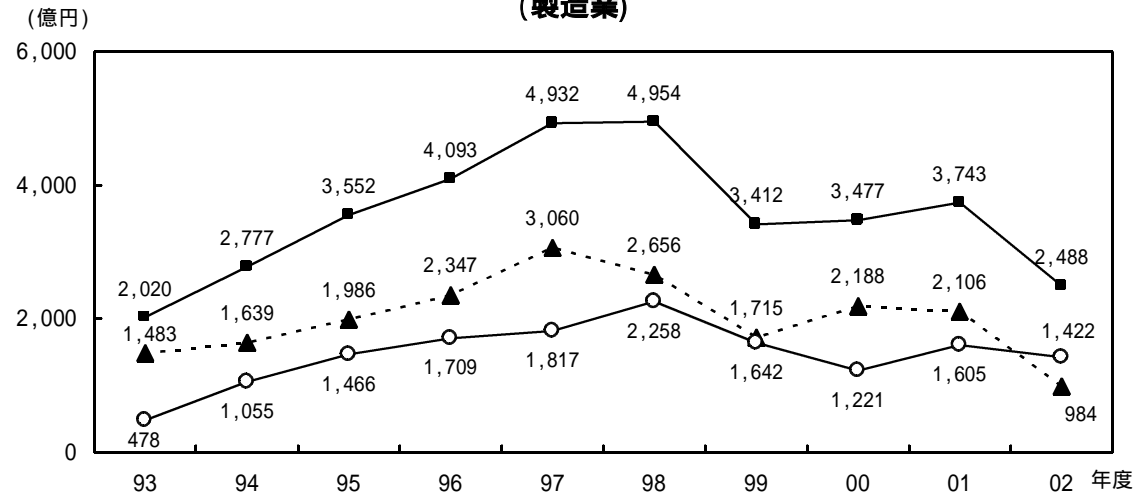 (製造業)
(億円)
6,000
4,000
2,000
0
2,020 2,777 3,552 4,093 4,932 4,954 3,412 3,477 3,743 2,488
1,483 1,639 1,986 2,347 3,060 2,656 1,715 2,188 2,106 984
478 1,055 1,466 1,709 1,817 2,258 1,642 1,221 1,605 1,422
93 94 95 96 97 98 99 00 01 02 年度